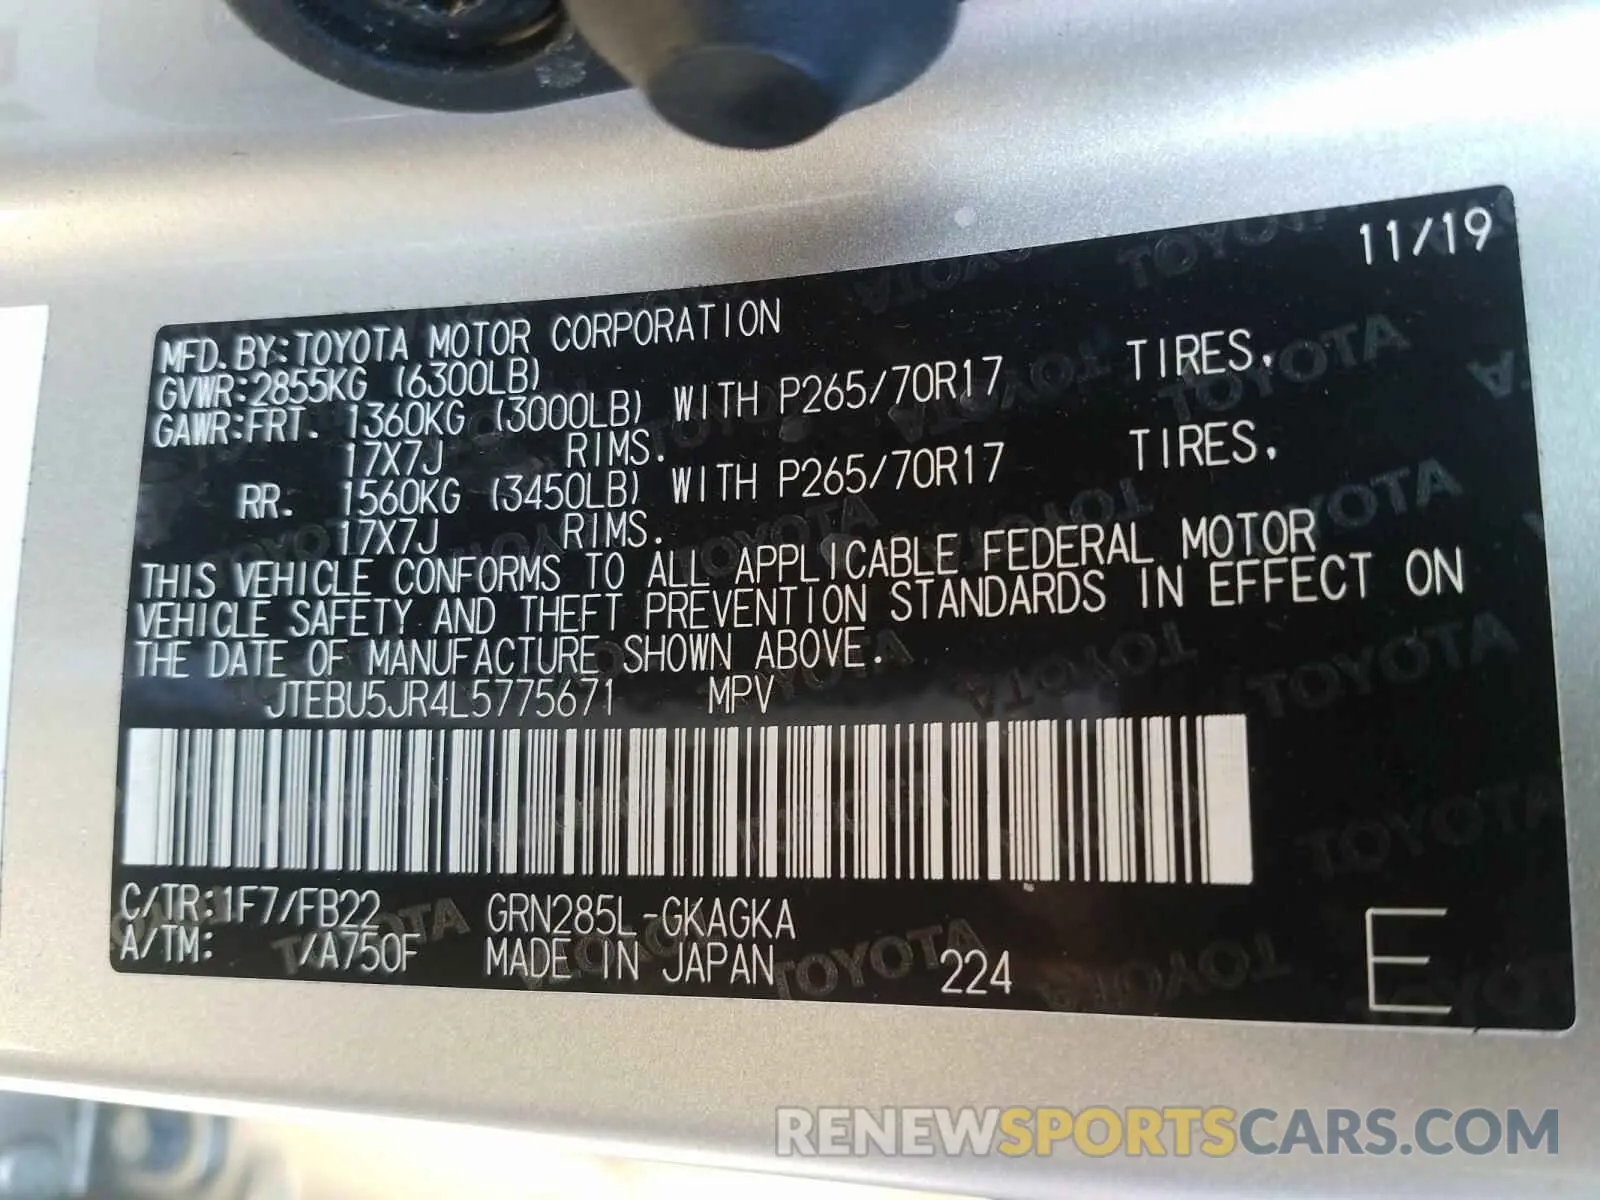 11/19
MFD. BY:TOYOTA MOTOR CORPORATION
GVWR:2855KG (6300LB)
GAWR:FRT. 1360KG (3000LB) WITH P265/70R17 TIRES,
17X7J RIMS.
RR. 1560KG (3450LB) WITH P265/70R17 TIRES,
17X7J RIMS.
THIS VEHICLE CONFORMS TO ALL APPLICABLE FEDERAL MOTOR
VEHICLE SAFETY AND THEFT PREVENTION STANDARDS IN EFFECT ON
THE DATE OF MANUFACTURE SHOWN ABOVE.
JTEBU5JR4L5775671 MPV
C/TR:1F7/FB22 GRN285L-GKAGKA
A/TM: /A750F MADE IN JAPAN 224 E
RENEWSPORTSCARS.COM